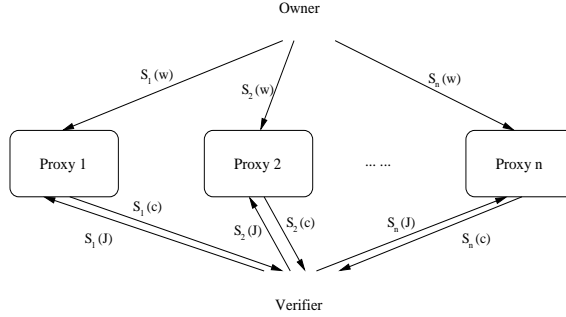 Owner
S₁(w)
S₂(w)
Sₙ(w)
Proxy 1
Proxy 2
... ...
Proxy n
S₁(c)
S₁(J)
S₂(J)
S₂(c)
Sₙ(J)
Sₙ(c)
Verifier